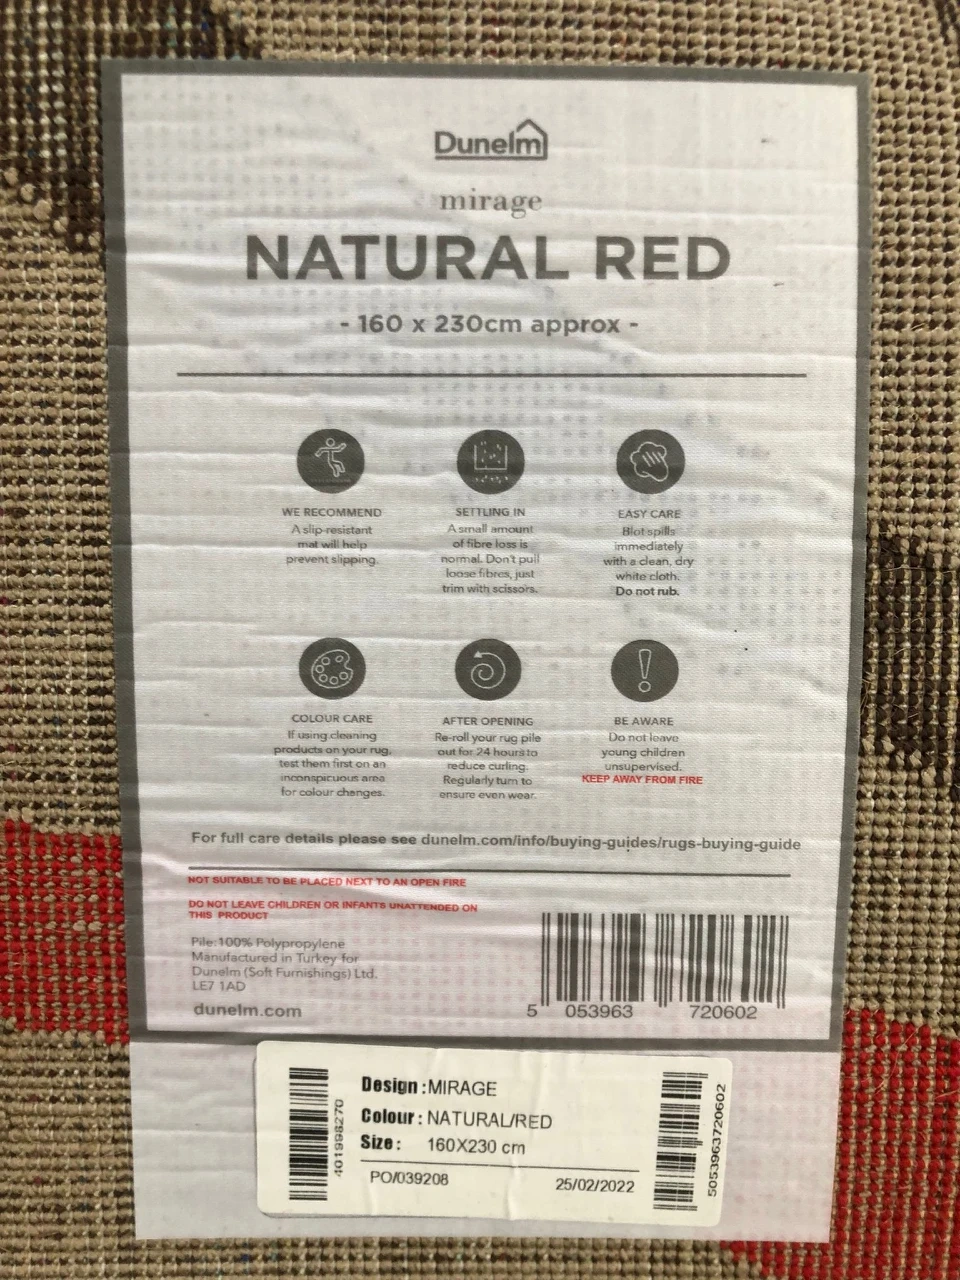 Dunelm
mirage
NATURAL RED
- 160 x 230cm approx -
WE RECOMMEND
A slip-resistant
mat will help
prevent slipping.
SETTLING IN
A small amount
of fibre loss is
normal. Don't pull
loose fibres, just
trim with scissors.
EASY CARE
Blot spills
immediately
with a clean, dry
white cloth.
Do not rub.
COLOUR CARE
If using cleaning
products on your rug,
test them first on an
inconspicuous area
for colour changes.
AFTER OPENING
Re-roll your rug pile
out for 24 hours to
reduce curling.
Regularly turn to
ensure even wear.
BE AWARE
Do not leave
young children
unsupervised.
KEEP AWAY FROM FIRE
For full care details please see dunelm.com/info/buying-guides/rugs-buying-guide
NOT SUITABLE TO BE PLACED NEXT TO AN OPEN FIRE
DO NOT LEAVE CHILDREN OR INFANTS UNATTENDED ON
THIS PRODUCT
Pile:100% Polypropylene
Manufactured in Turkey for
Dunelm (Soft Furnishings) Ltd.
LE7 1AD
dunelm.com
5 053963 720602
401998270
Design :MIRAGE
Colour : NATURAL/RED
Size : 160X230 cm
PO/039208 25/02/2022
5053963720602